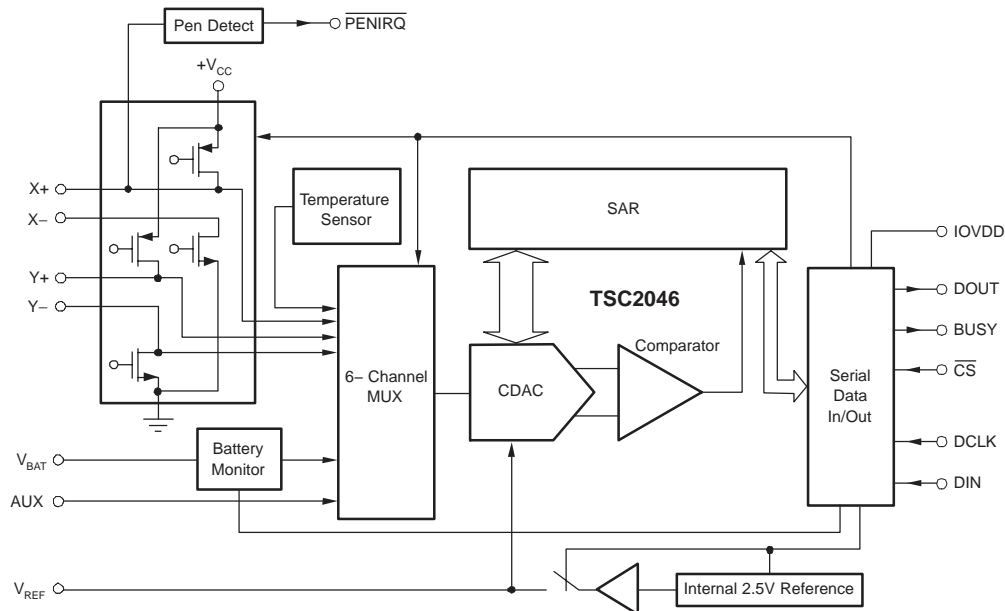 Pen Detect
PENIRQ
+VCC
X+
X–
Y+
Y–
Temperature
Sensor
SAR
TSC2046
IOVDD
DOUT
BUSY
CS
DCLK
DIN
Comparator
6– Channel
MUX
CDAC
Serial
Data
In/Out
Battery
Monitor
VBAT
AUX
VREF
Internal 2.5V Reference